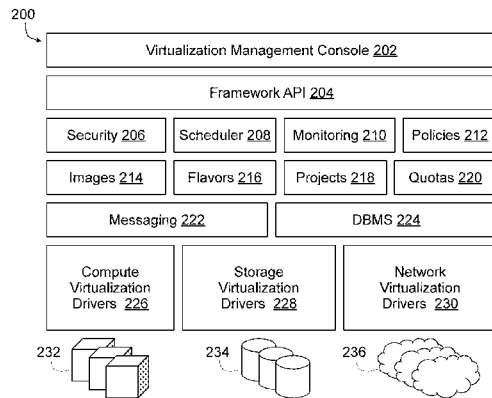 200
Virtualization Management Console 202
Framework API 204
Security 206
Scheduler 208
Monitoring 210
Policies 212
Images 214
Flavors 216
Projects 218
Quotas 220
Messaging 222
DBMS 224
Compute
Virtualization
Drivers 226
Storage
Virtualization
Drivers 228
Network
Virtualization
Drivers 230
232
234
236